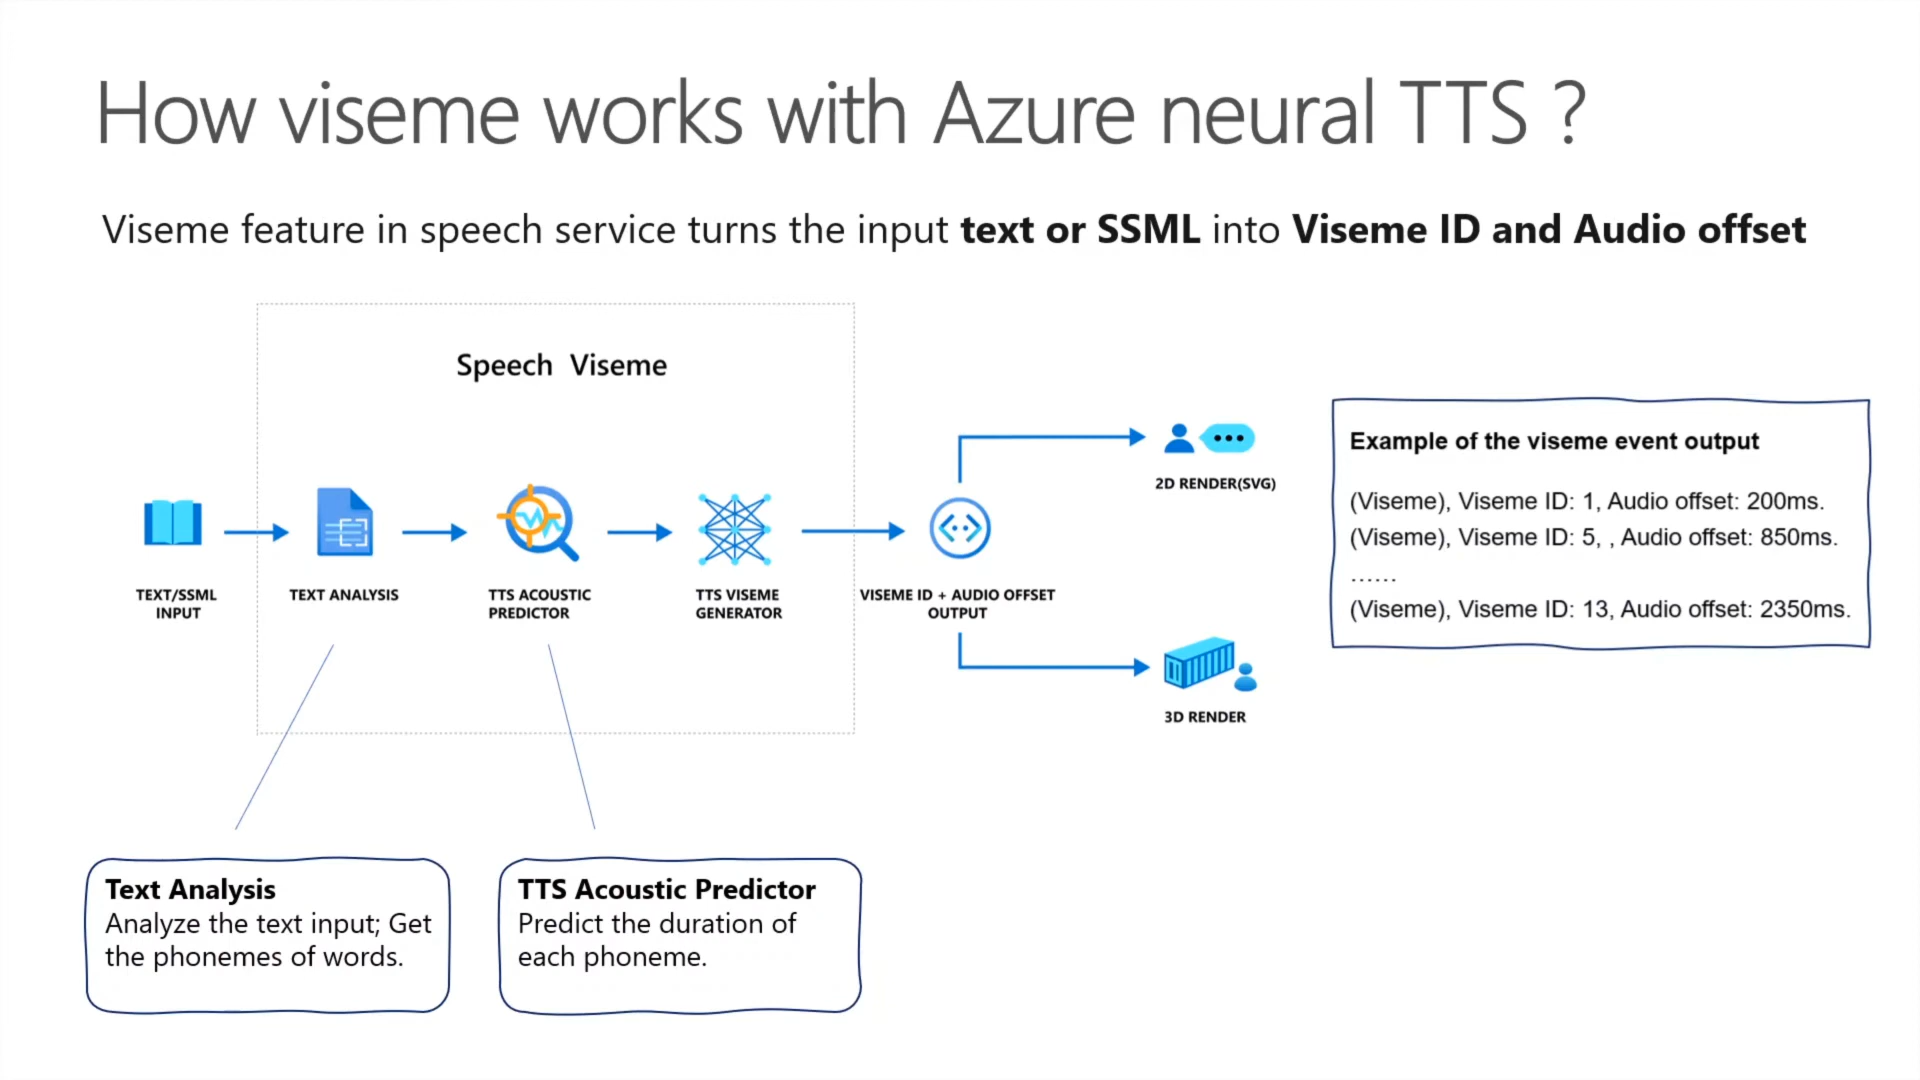 How viseme works with Azure neural TTS ?
Viseme feature in speech service turns the input text or SSML into Viseme ID and Audio offset
Speech Viseme
TEXT/SSML
INPUT
TEXT ANALYSIS
TTS ACOUSTIC
PREDICTOR
TTS VISEME
GENERATOR
VISEME ID + AUDIO OFFSET
OUTPUT
2D RENDER(SVG)
3D RENDER
Example of the viseme event output
(Viseme), Viseme ID: 1, Audio offset: 200ms.
(Viseme), Viseme ID: 5, , Audio offset: 850ms.
……
(Viseme), Viseme ID: 13, Audio offset: 2350ms.
Text Analysis
Analyze the text input; Get
the phonemes of words.
TTS Acoustic Predictor
Predict the duration of
each phoneme.